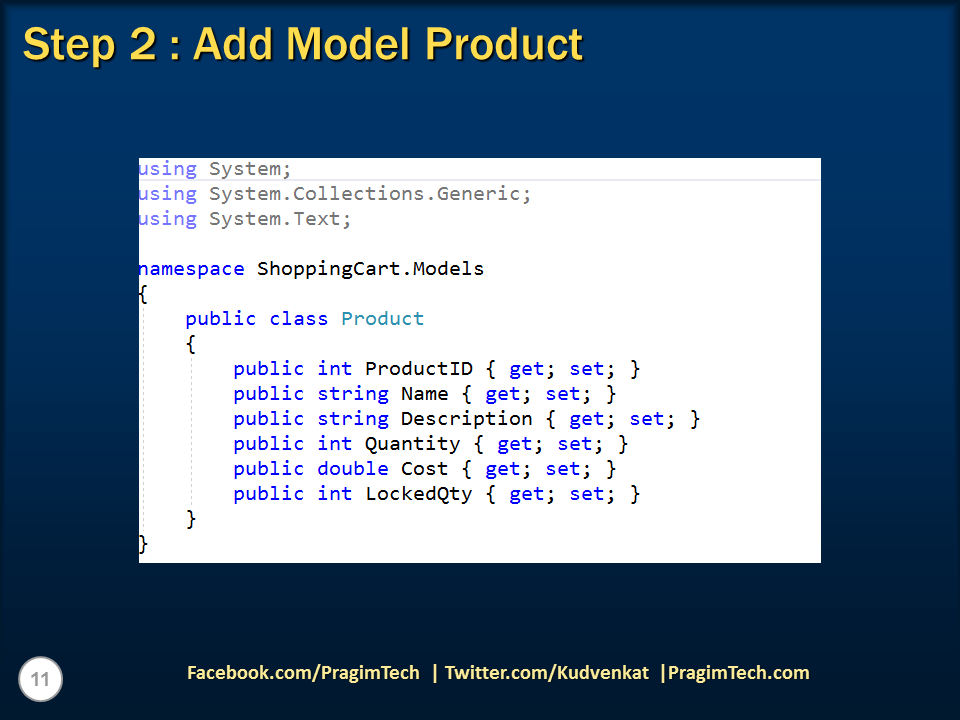 Step 2 : Add Model Product
using System;
using System.Collections.Generic;
using System.Text;
namespace ShoppingCart.Models
{
public class Product
{
public int ProductID { get; set; }
public string Name { get; set; }
public string Description { get; set; }
public int Quantity { get; set; }
public double Cost { get; set; }
public int LockedQty { get; set; }
}
}
11
Facebook.com/PragimTech | Twitter.com/Kudvenkat |PragimTech.com